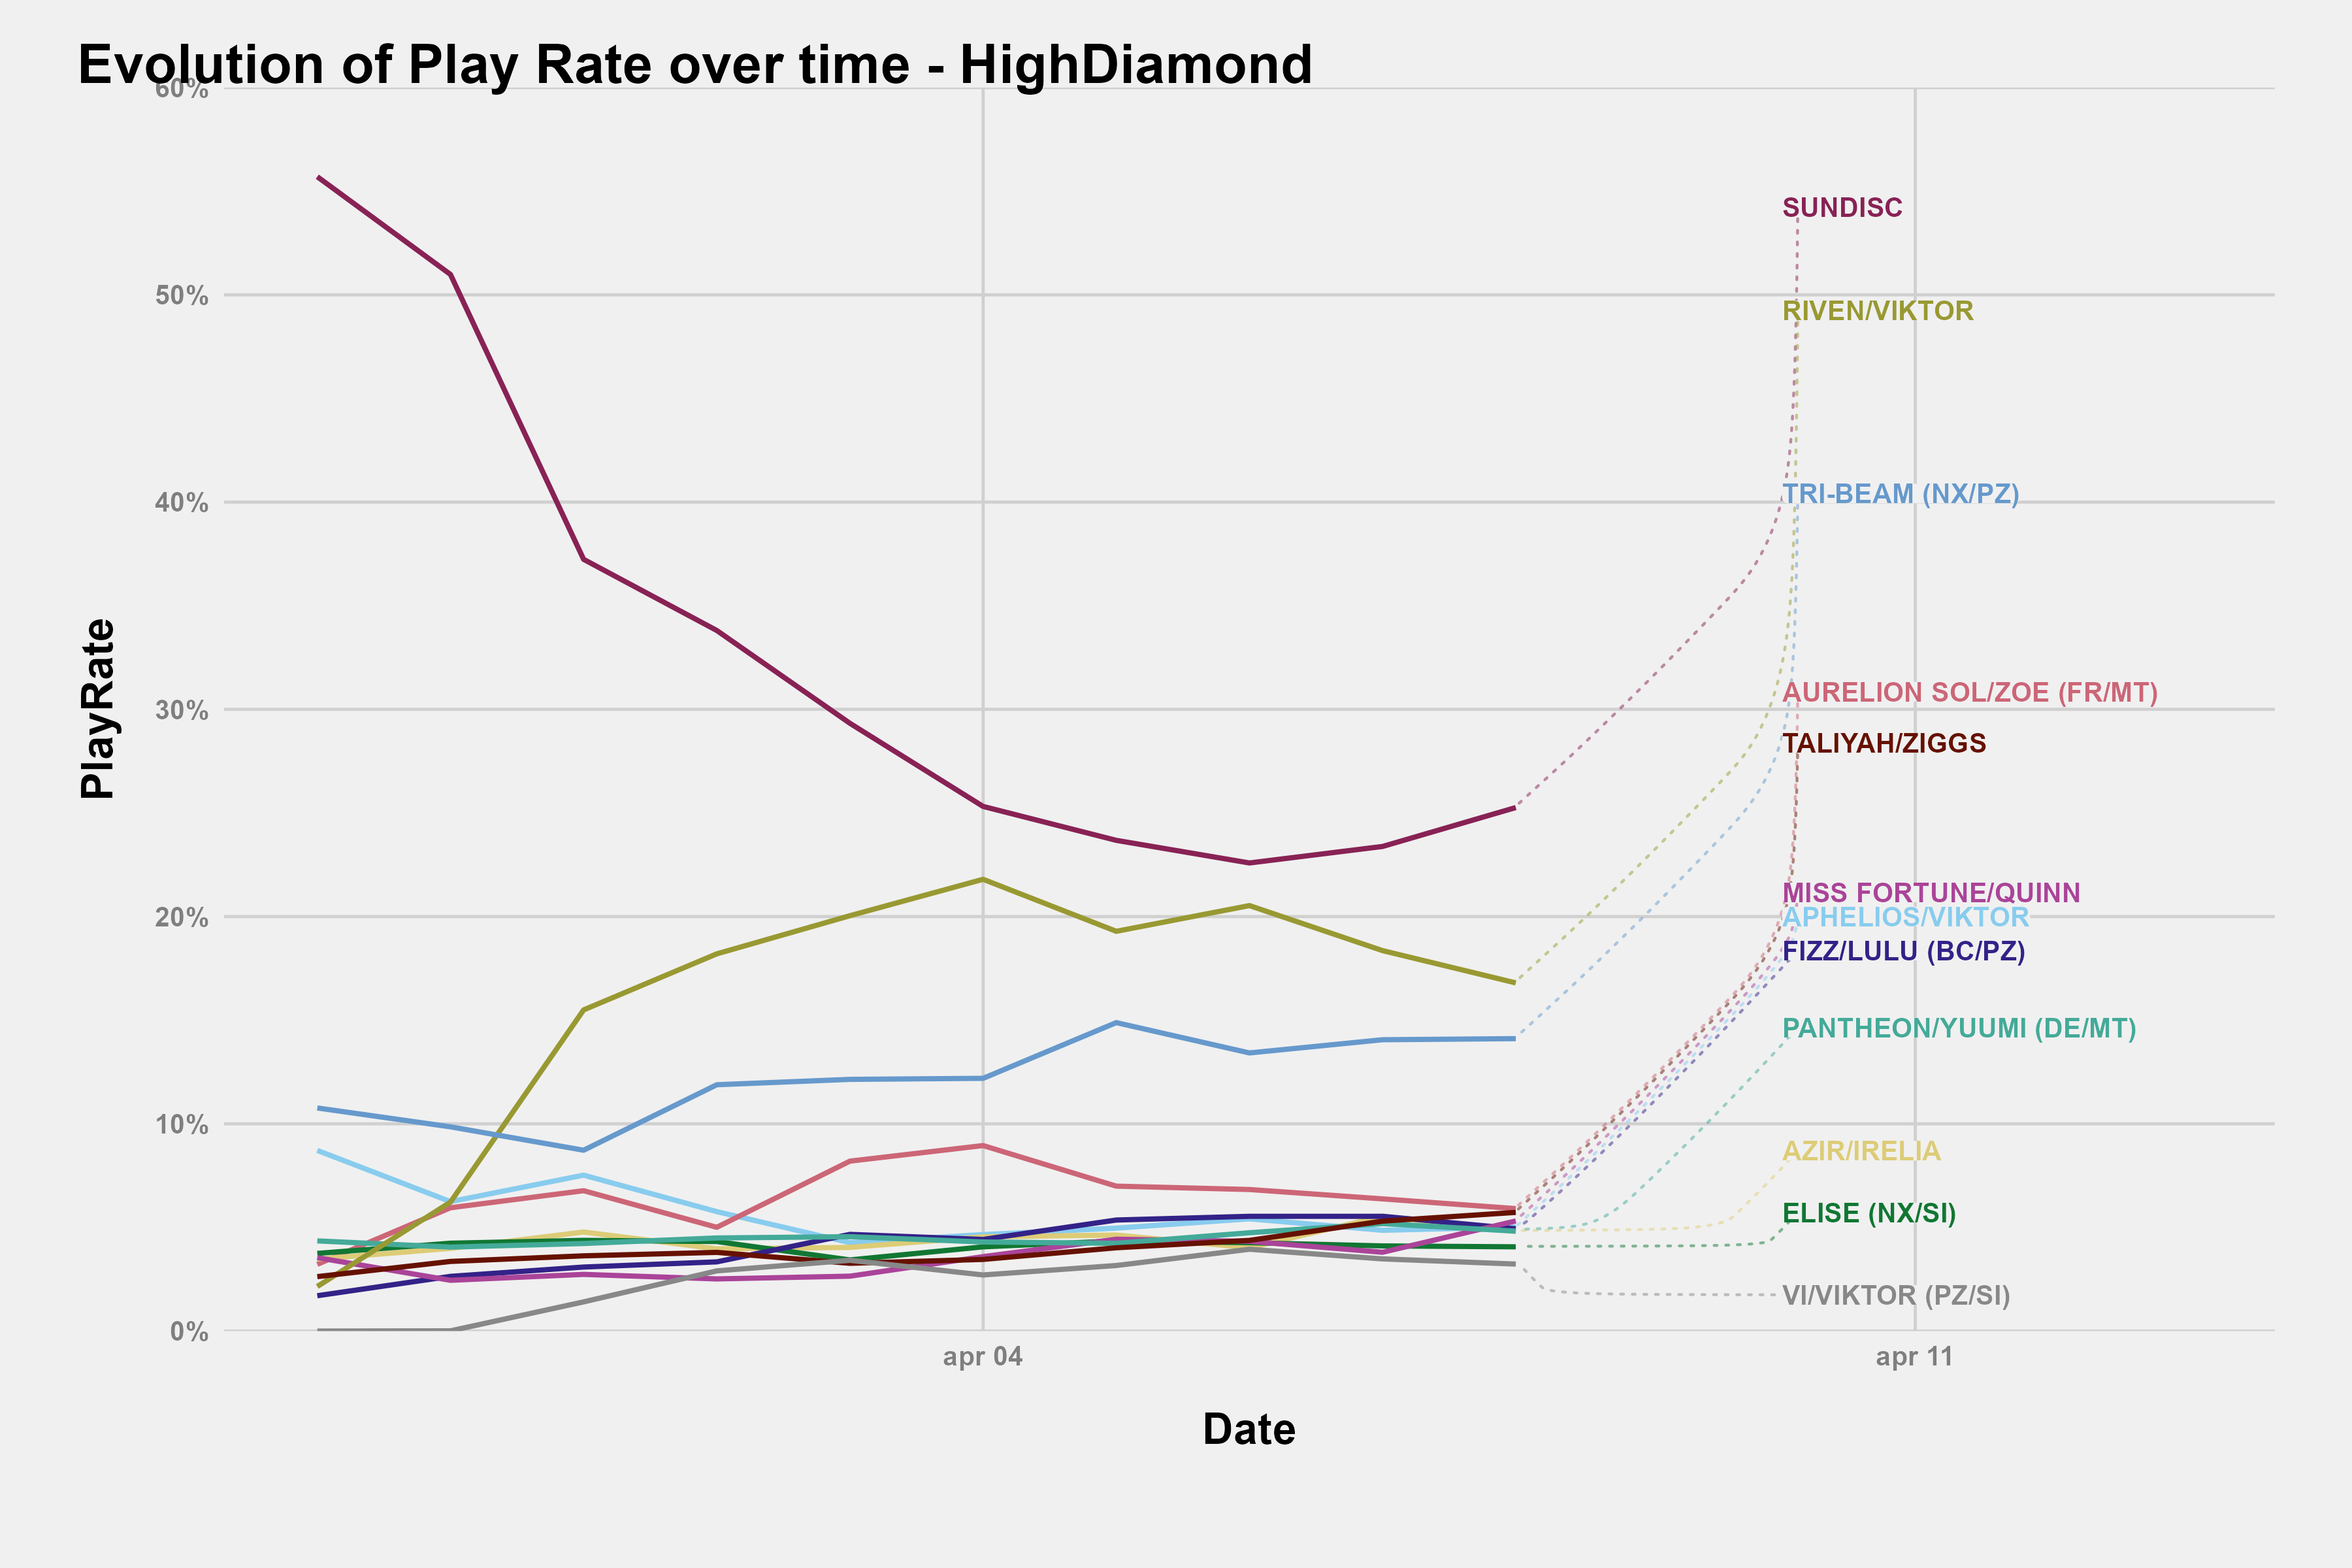 Evolution of Play Rate over time - HighDiamond
60%
50%
40%
30%
20%
10%
0%
PlayRate
SUNDISC
RIVEN/VIKTOR
TRI-BEAM (NX/PZ)
AURELION SOL/ZOE (FR/MT)
TALIYAH/ZIGGS
MISS FORTUNE/QUINN
APHELIOS/VIKTOR
FIZZ/LULU (BC/PZ)
PANTHEON/YUUMI (DE/MT)
AZIR/IRELIA
ELISE (NX/SI)
VI/VIKTOR (PZ/SI)
apr 04
apr 11
Date